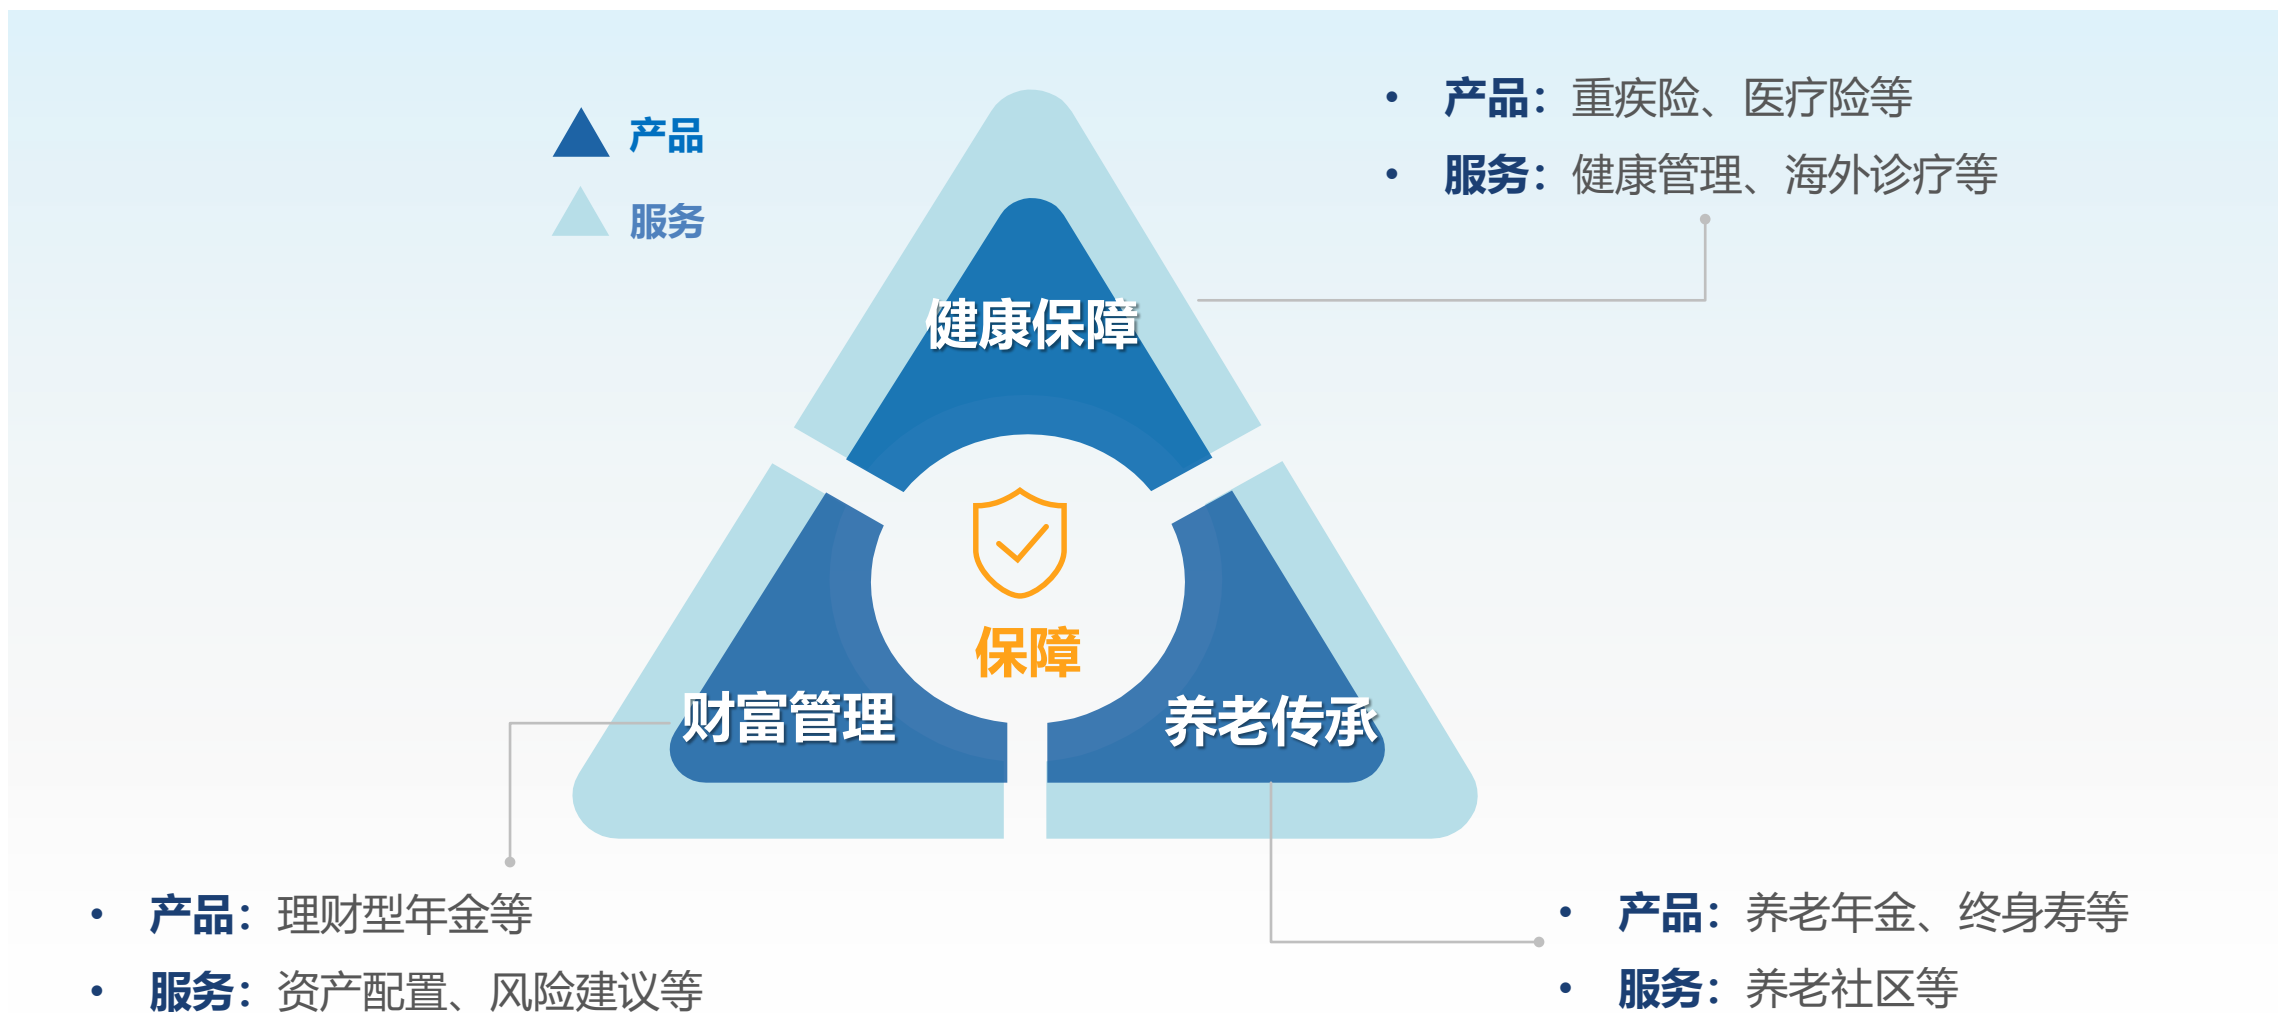 产品
服务
• 产品：重疾险、医疗险等
• 服务：健康管理、海外诊疗等
健康保障
保障
财富管理
养老传承
• 产品：理财型年金等
• 服务：资产配置、风险建议等
• 产品：养老年金、终身寿等
• 服务：养老社区等